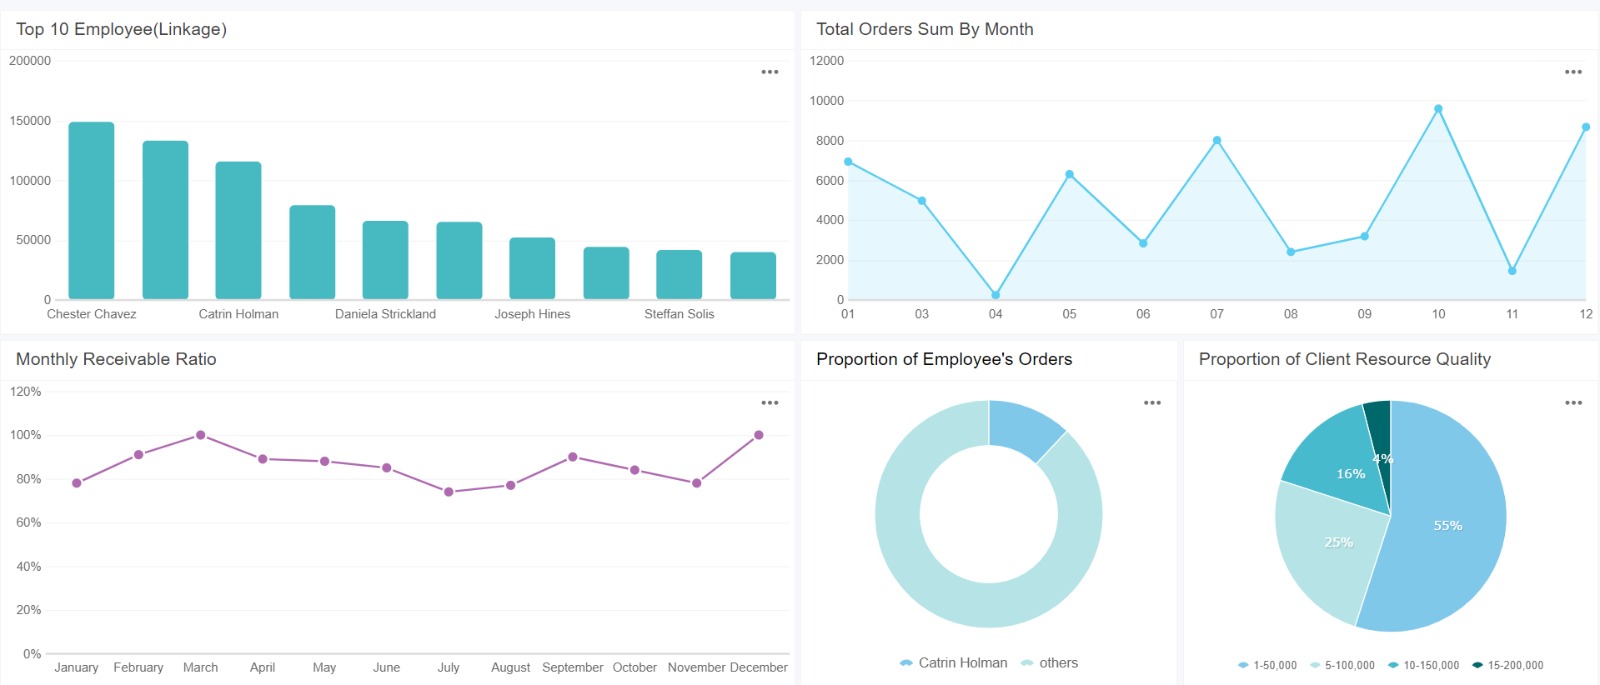 Top 10 Employee(Linkage)
200000
150000
100000
50000
0
Chester Chavez Catrin Holman Daniela Strickland Joseph Hines Steffan Solis
Total Orders Sum By Month
12000
10000
8000
6000
4000
2000
0
01 03 04 05 06 07 08 09 10 11 12
Monthly Receivable Ratio
120%
100%
80%
60%
40%
20%
0%
January February March April May June July August September October November December
Proportion of Employee's Orders
Catrin Holman others
Proportion of Client Resource Quality
4%
16%
55%
25%
1-50,000 5-100,000 10-150,000 15-200,000